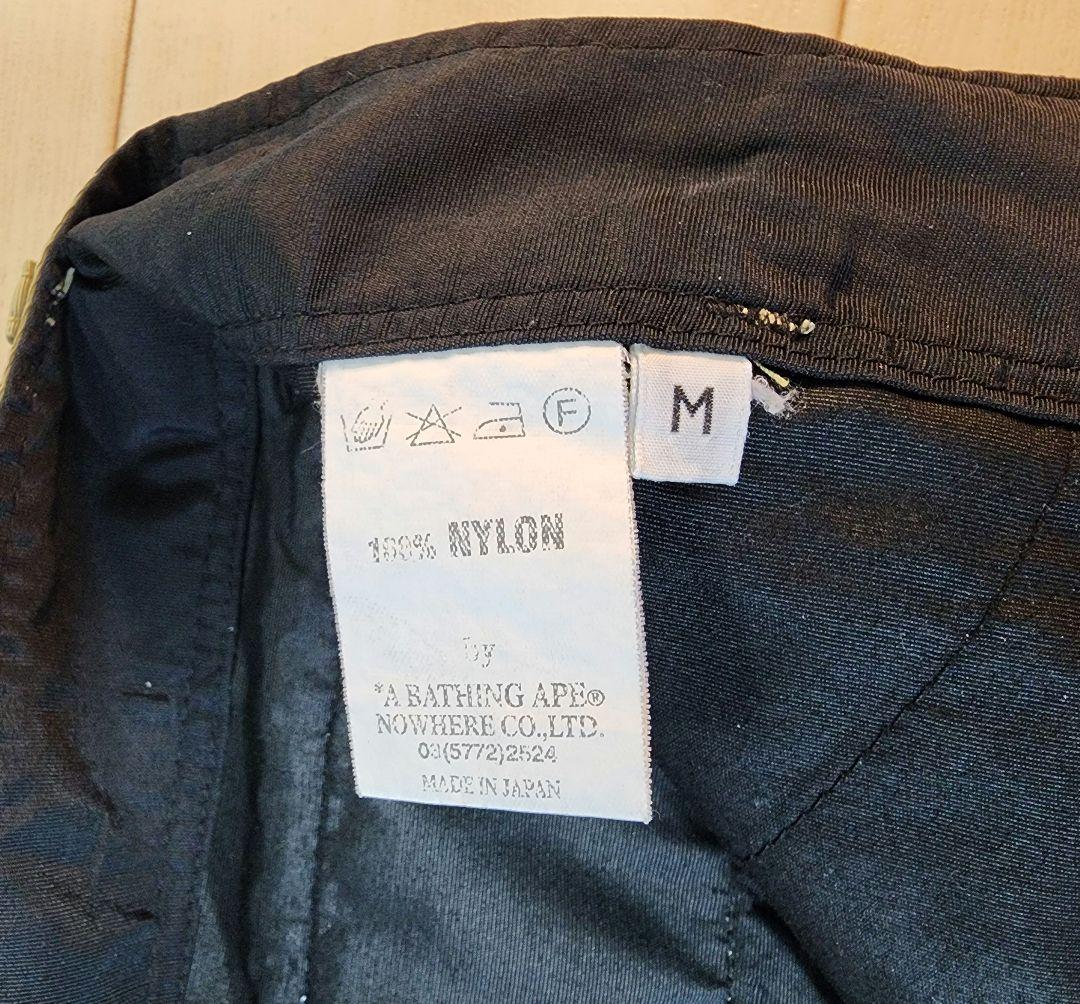 F
M
100% NYLON
by
*A BATHING APE®
NOWHERE CO.,LTD.
03(5772)2524
MADE IN JAPAN